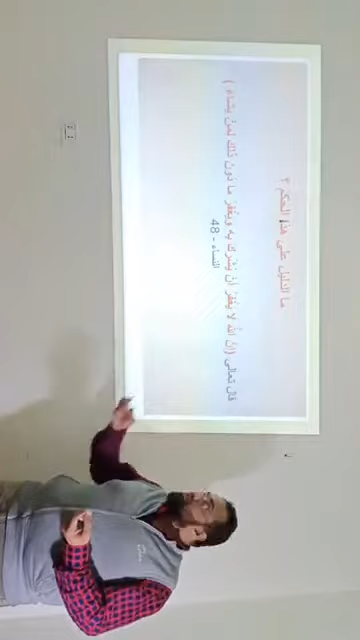 ما الدليل على هذا الحكم ؟
قال تعالى (إن الله لا يغفر أن يشرك به ويغفر ما دون ذلك لمن يشاء )
النساء - 48